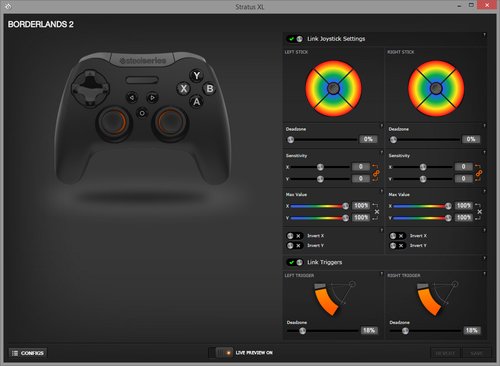 Stratus XL
BORDERLANDS 2
steelseries
Y
X B
A
Link Joystick Settings ?
LEFT STICK RIGHT STICK
Deadzone ? Deadzone ?
0% 0%
Sensitivity ? Sensitivity ?
X 0 X 0
Y 0 Y 0
Max Value ? Max Value ?
X 100% X 100%
Y 100% Y 100%
Invert X ? Invert X ?
Invert Y Invert Y
Link Triggers ?
LEFT TRIGGER RIGHT TRIGGER
Deadzone Deadzone
18% 18%
CONFIGS LIVE PREVIEW ON REVERT SAVE